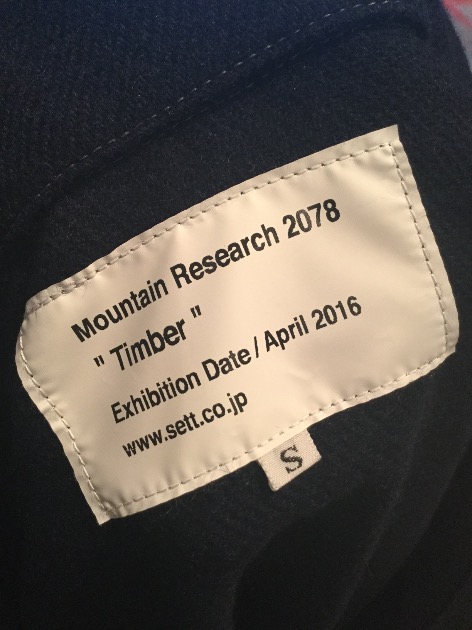 Mountain Research 2078
" Timber "
Exhibition Date / April 2016
www.sett.co.jp
S